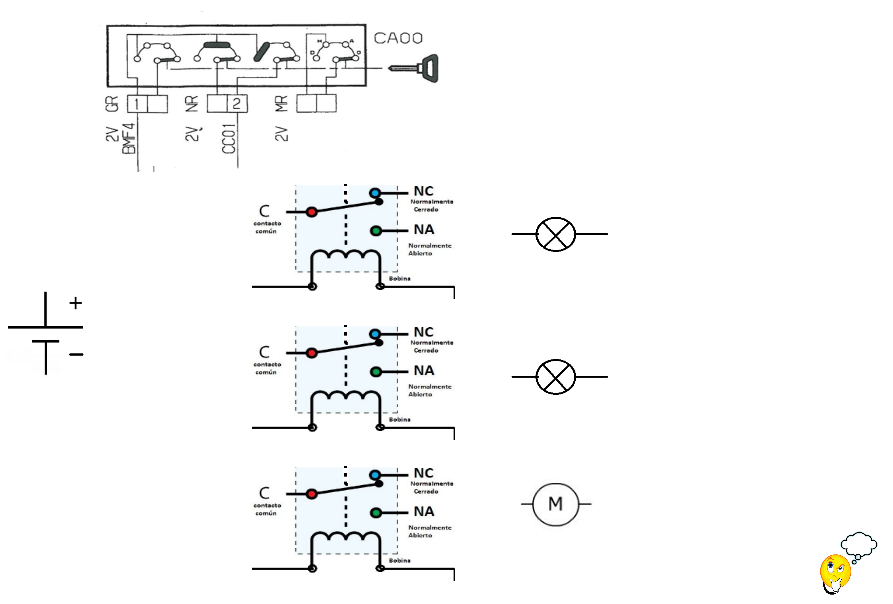 CA00
H A
D
GR 1 NR 2 MR
2V BMF4 2V CC01 2V
NC
Normalmente
Cerrado
C
contacto
común
NA
Normalmente
Abierto
Bobina
+
−
NC
Normalmente
Cerrado
C
contacto
común
NA
Normalmente
Abierto
Bobina
NC
Normalmente
Cerrado
C
contacto
común
NA
Normalmente
Abierto
Bobina
M